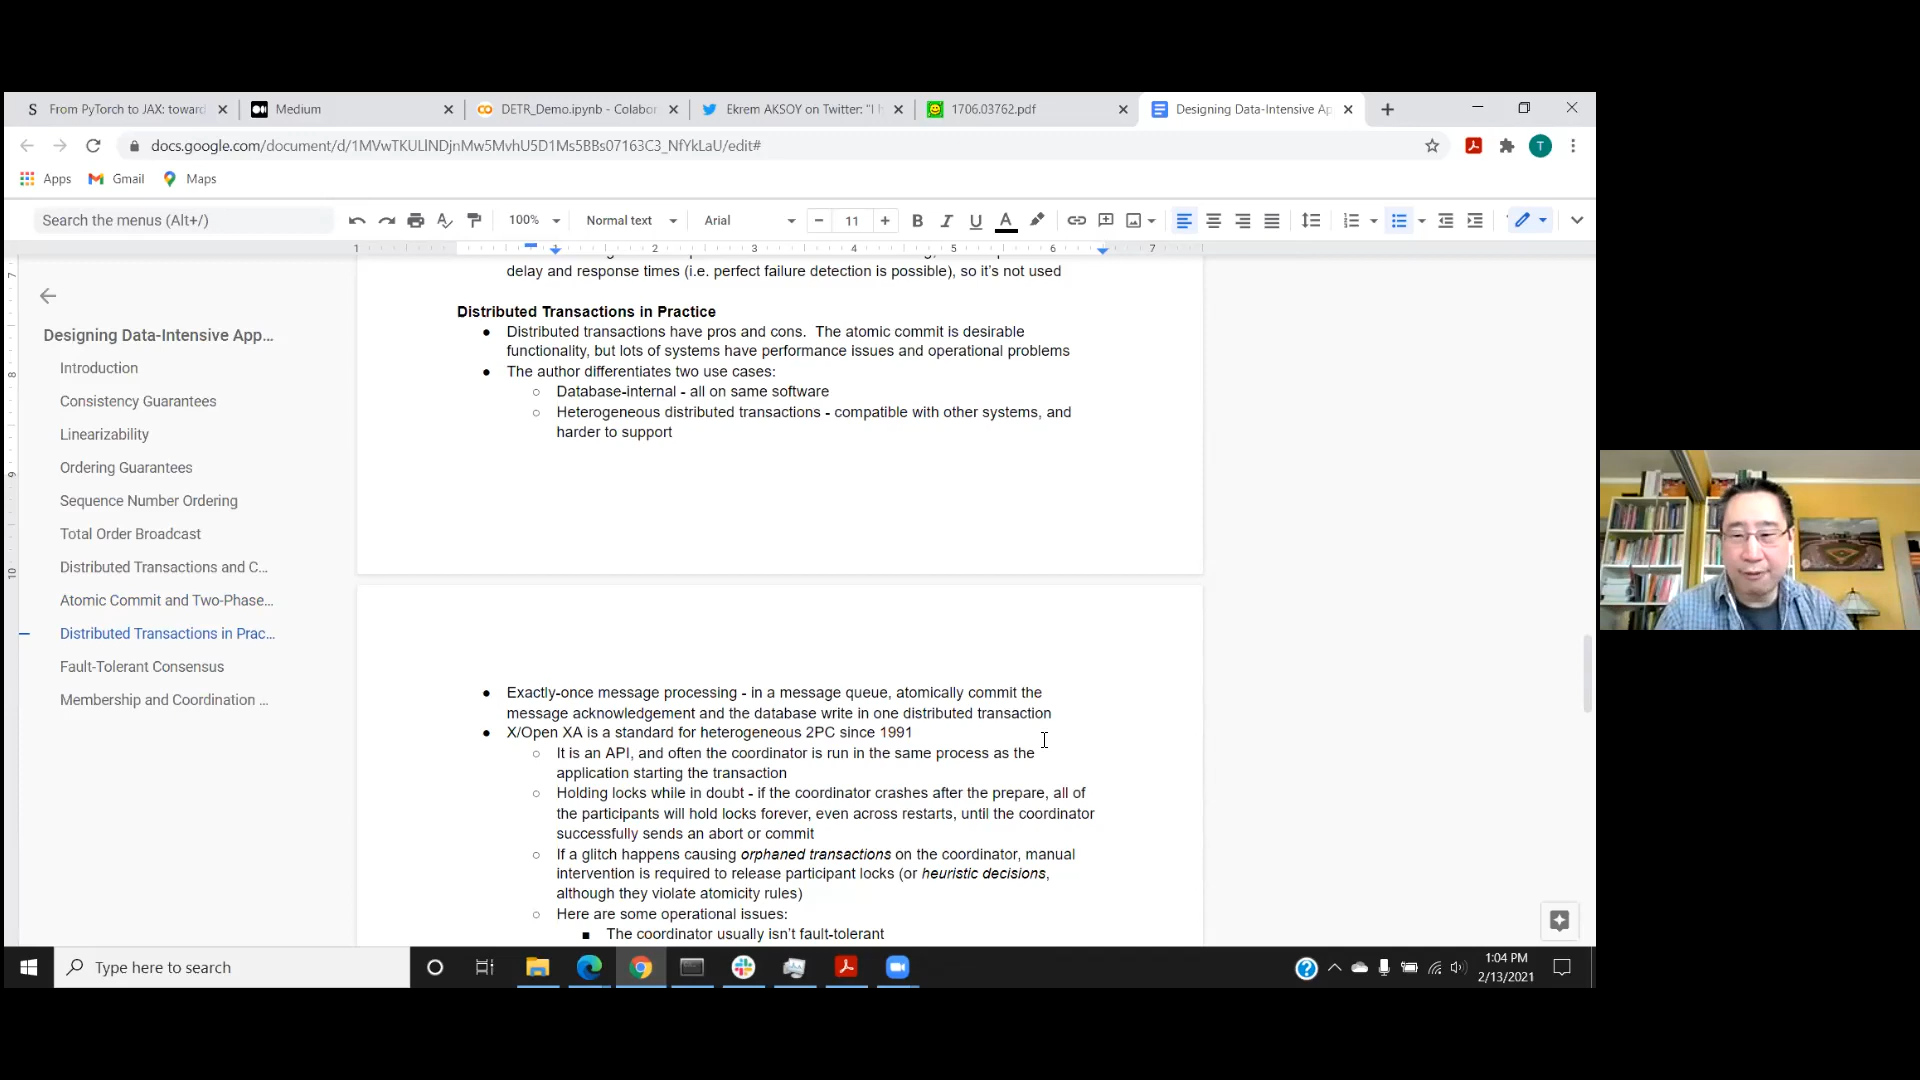 From PyTorch to JAX: toward
Medium
DETR_Demo.ipynb - Colabor
Ekrem AKSOY on Twitter: "I h
1706.03762.pdf
Designing Data-Intensive Ap
docs.google.com/document/d/1MVwTKULlNDjnMw5MvhU5D1Ms5BBs07163C3_NfYkLaU/edit#
T
Apps
Gmail
Maps
Search the menus (Alt+/)
100%
Normal text
Arial
11
1 1 2 3 4 5 6 7
Designing Data-Intensive App...
Introduction
Consistency Guarantees
Linearizability
Ordering Guarantees
Sequence Number Ordering
Total Order Broadcast
Distributed Transactions and C...
Atomic Commit and Two-Phase...
Distributed Transactions in Prac...
Fault-Tolerant Consensus
Membership and Coordination ...
7
8
9
10
delay and response times (i.e. perfect failure detection is possible), so it's not used
Distributed Transactions in Practice
● Distributed transactions have pros and cons.  The atomic commit is desirable
functionality, but lots of systems have performance issues and operational problems
● The author differentiates two use cases:
○ Database-internal - all on same software
○ Heterogeneous distributed transactions - compatible with other systems, and
harder to support
● Exactly-once message processing - in a message queue, atomically commit the
message acknowledgement and the database write in one distributed transaction
● X/Open XA is a standard for heterogeneous 2PC since 1991
○ It is an API, and often the coordinator is run in the same process as the
application starting the transaction
○ Holding locks while in doubt - if the coordinator crashes after the prepare, all of
the participants will hold locks forever, even across restarts, until the coordinator
successfully sends an abort or commit
○ If a glitch happens causing orphaned transactions on the coordinator, manual
intervention is required to release participant locks (or heuristic decisions,
although they violate atomicity rules)
○ Here are some operational issues:
■ The coordinator usually isn't fault-tolerant
Type here to search
1:04 PM
2/13/2021